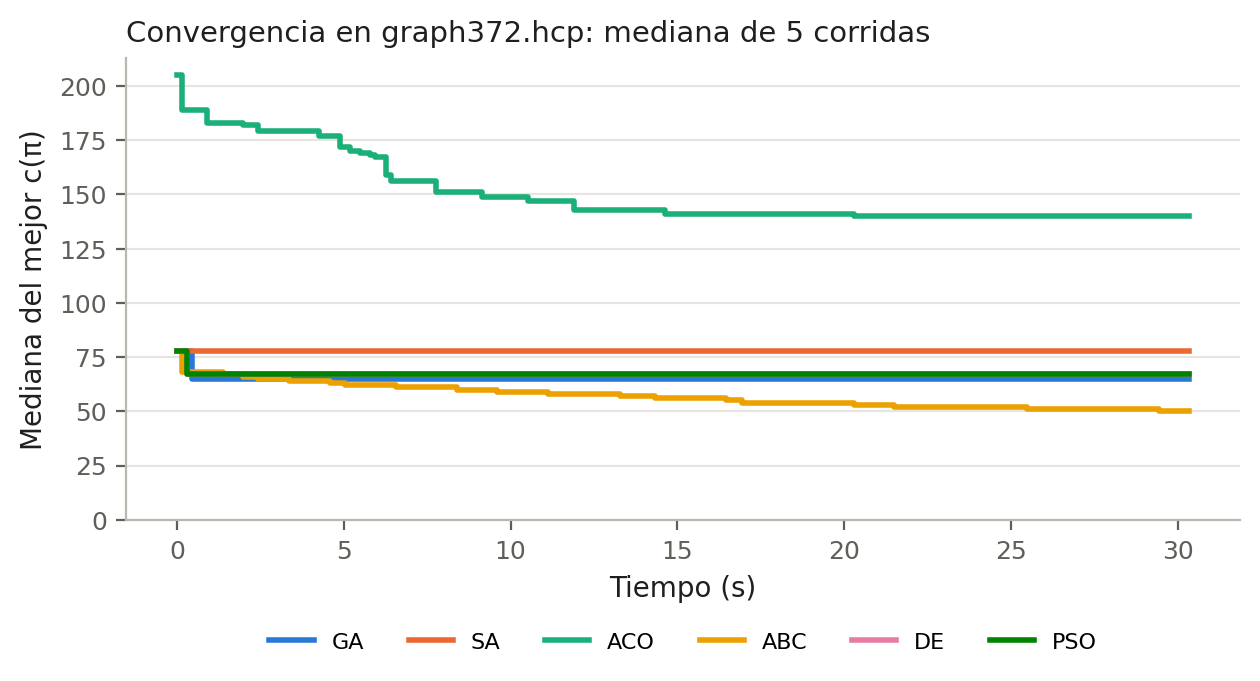 Convergencia en graph372.hcp: mediana de 5 corridas
Mediana del mejor c(π)
200
175
150
125
100
75
50
25
0
0 5 10 15 20 25 30
Tiempo (s)
GA SA ACO ABC DE PSO